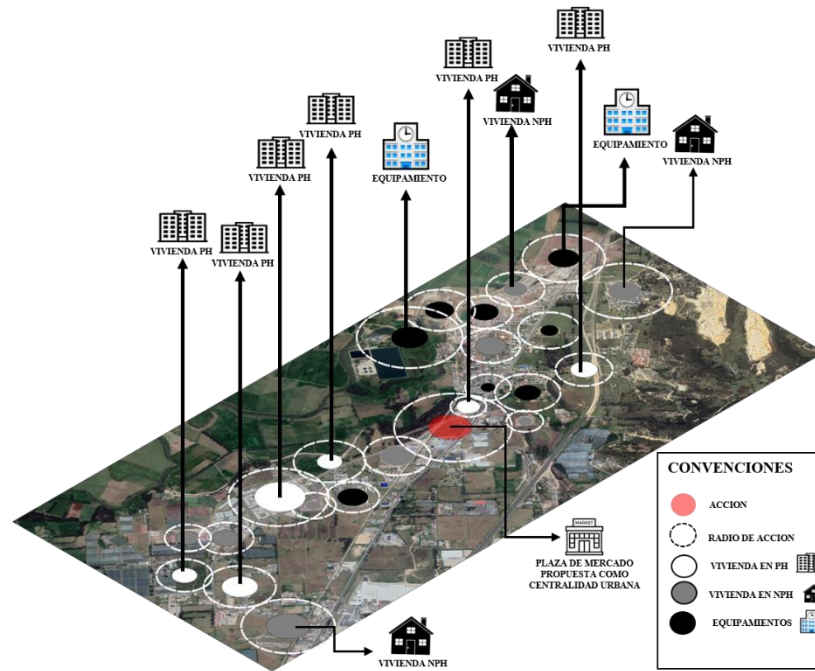 VIVIENDA PH
VIVIENDA PH
VIVIENDA NPH
VIVIENDA PH
EQUIPAMIENTO
VIVIENDA NPH
VIVIENDA PH
EQUIPAMIENTO
VIVIENDA PH
VIVIENDA PH
MARKET
PLAZA DE MERCADO
PROPUESTA COMO
CENTRALIDAD URBANA
VIVIENDA NPH
CONVENCIONES
ACCION
RADIO DE ACCION
VIVIENDA EN PH
VIVIENDA EN NPH
EQUIPAMIENTOS